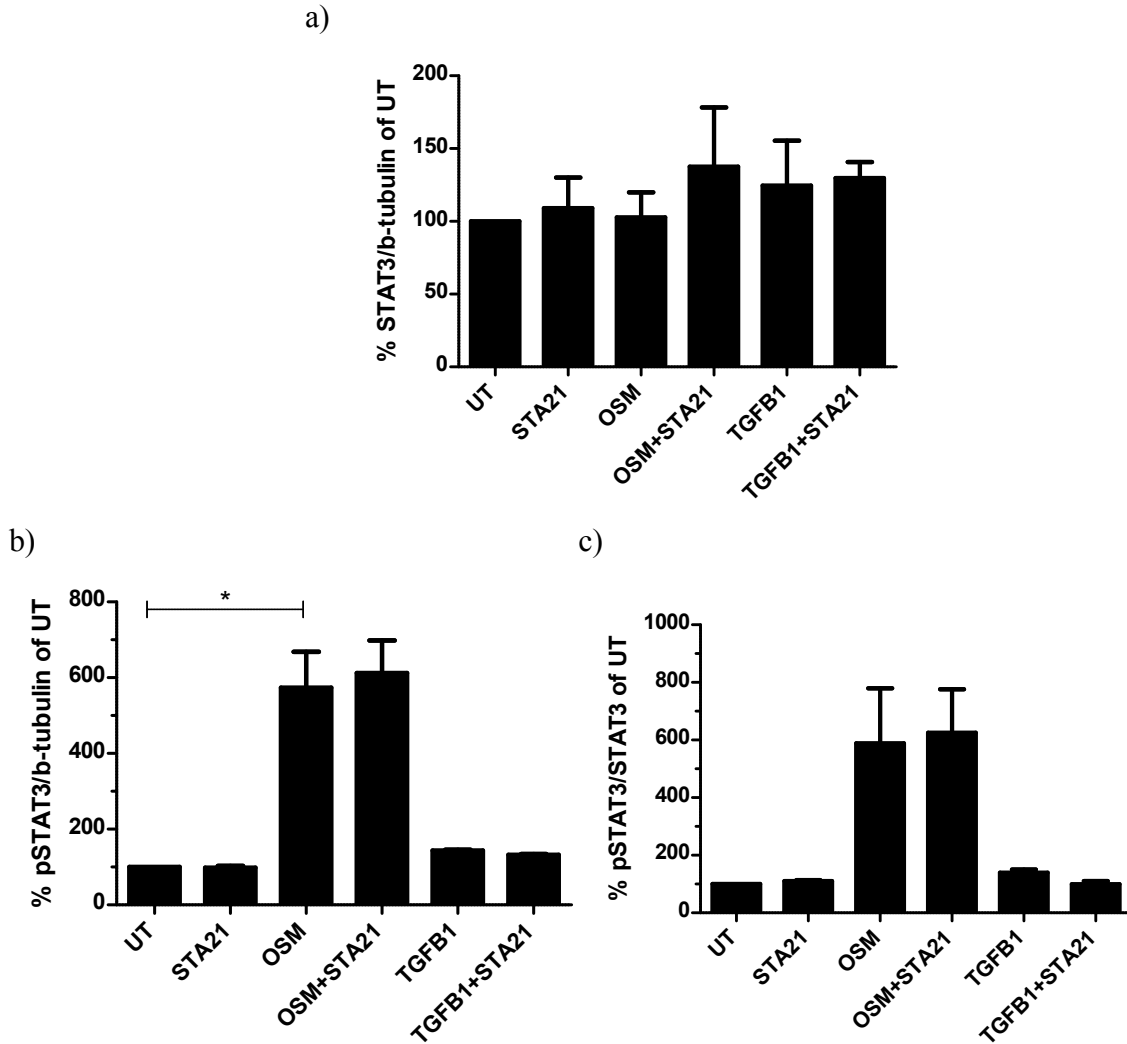 a)
% STAT3/b-tubulin of UT
200
150
100
50
0
UT
STA21
OSM
OSM+STA21
TGFB1
TGFB1+STA21
b)
% pSTAT3/b-tubulin of UT
800
600
400
200
0
*
UT
STA21
OSM
OSM+STA21
TGFB1
TGFB1+STA21
c)
% pSTAT3/STAT3 of UT
1000
800
600
400
200
0
UT
STA21
OSM
OSM+STA21
TGFB1
TGFB1+STA21